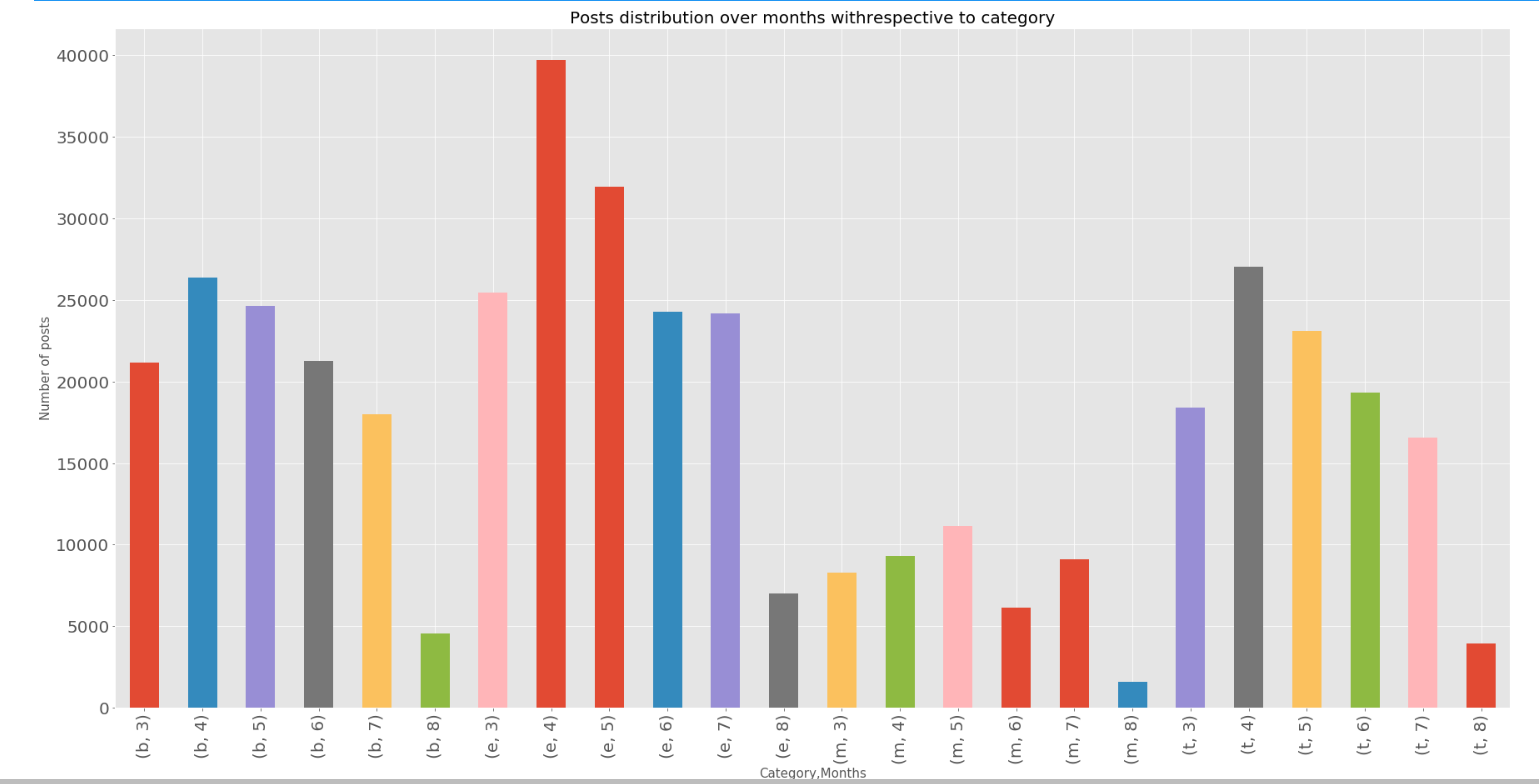 Posts distribution over months withrespective to category
40000
35000
30000
25000
20000
15000
10000
5000
0
Number of posts
(b, 3)
(b, 4)
(b, 5)
(b, 6)
(b, 7)
(b, 8)
(e, 3)
(e, 4)
(e, 5)
(e, 6)
(e, 7)
(e, 8)
(m, 3)
(m, 4)
(m, 5)
(m, 6)
(m, 7)
(m, 8)
(t, 3)
(t, 4)
(t, 5)
(t, 6)
(t, 7)
(t, 8)
Category,Months